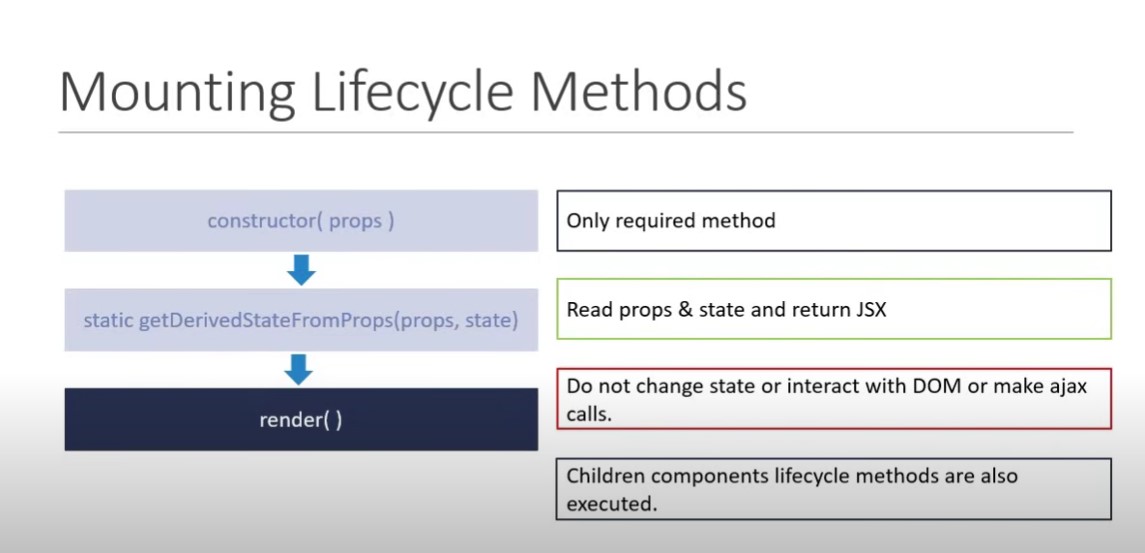 Mounting Lifecycle Methods
constructor( props )
static getDerivedStateFromProps(props, state)
render( )
Only required method
Read props & state and return JSX
Do not change state or interact with DOM or make ajax
calls.
Children components lifecycle methods are also
executed.